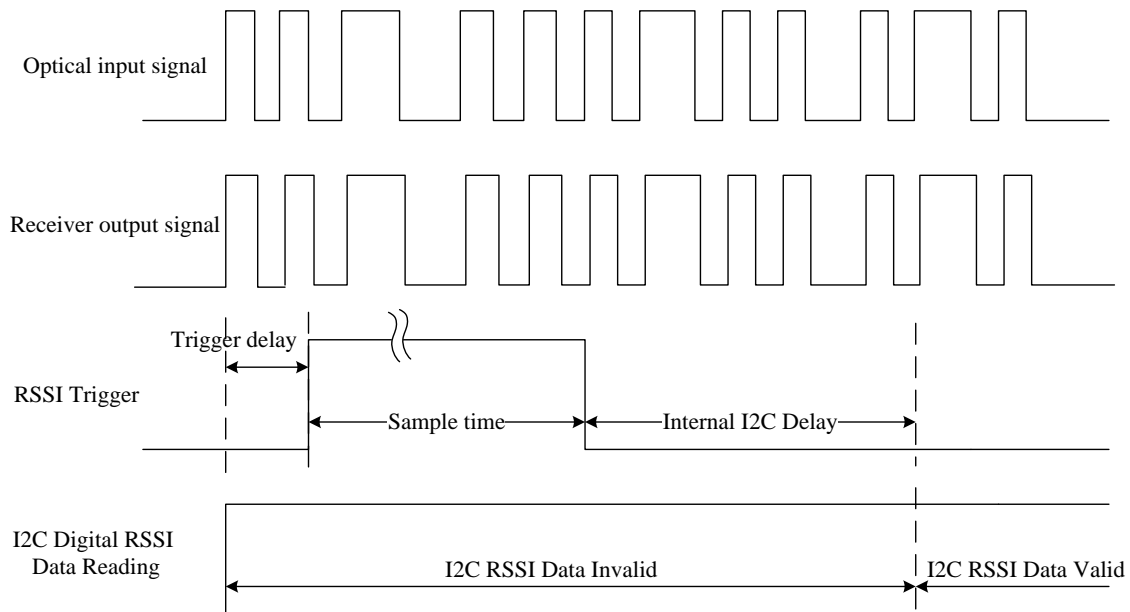 Optical input signal
Receiver output signal
Trigger delay
RSSI Trigger
Sample time
Internal I2C Delay
I2C Digital RSSI
Data Reading
I2C RSSI Data Invalid
I2C RSSI Data Valid